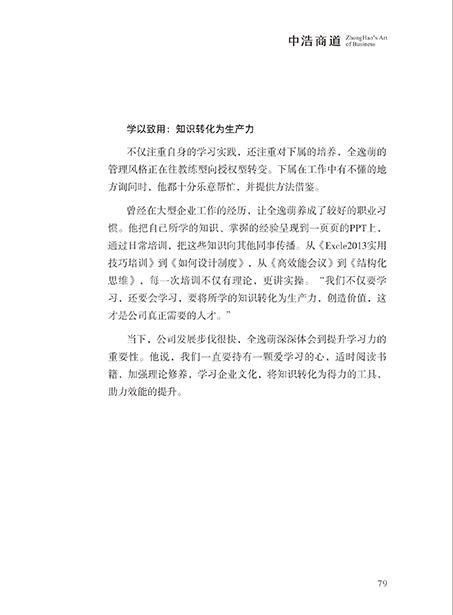 中浩商道 ZhongHao's Art
of Business
学以致用：知识转化为生产力
不仅注重自身的学习实践，还注重对下属的培养，全逸萌的
管理风格正在往教练型向授权型转变。下属在工作中有不懂的地
方询问时，他都十分乐意帮忙，并提供方法借鉴。
曾经在大型企业工作的经历，让全逸萌养成了较好的职业习
惯。他把自己所学的知识、掌握的经验呈现到一页页的PPT上，
通过日常培训，把这些知识向其他同事传播。从《Excle2013实用
技巧培训》到《如何设计制度》，从《高效能会议》到《结构化
思维》，每一次培训不仅有理论，更讲实操。“我们不仅要学
习，还要会学习，要将所学的知识转化为生产力，创造价值，这
才是公司真正需要的人才。”
当下，公司发展步伐很快，全逸萌深深体会到提升学习力的
重要性。他说，我们一直要持有一颗爱学习的心，适时阅读书
籍，加强理论修养，学习企业文化，将知识转化为得力的工具，
助力效能的提升。
79